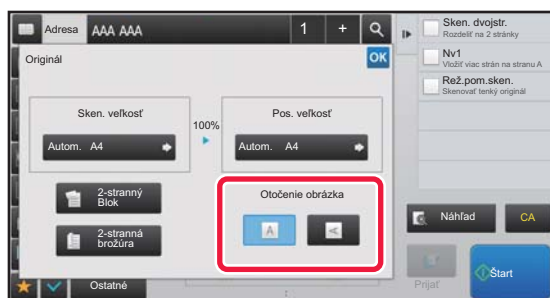 Adresa AAA AAA 1 +
Originál
OK
Sken. veľkosť
100%
Pos. veľkosť
Autom. A4
Autom. A4
2-stranný
Blok
2-stranná
brožúra
Otočenie obrázka
A
A
Ostatné
Sken. dvojstr.
Rozdeliť na 2 stránky
Nv1
Vložiť viac strán na stranu A
Rež.pom.sken.
Skenovať tenký originál
Náhľad
CA
Prijať
Štart